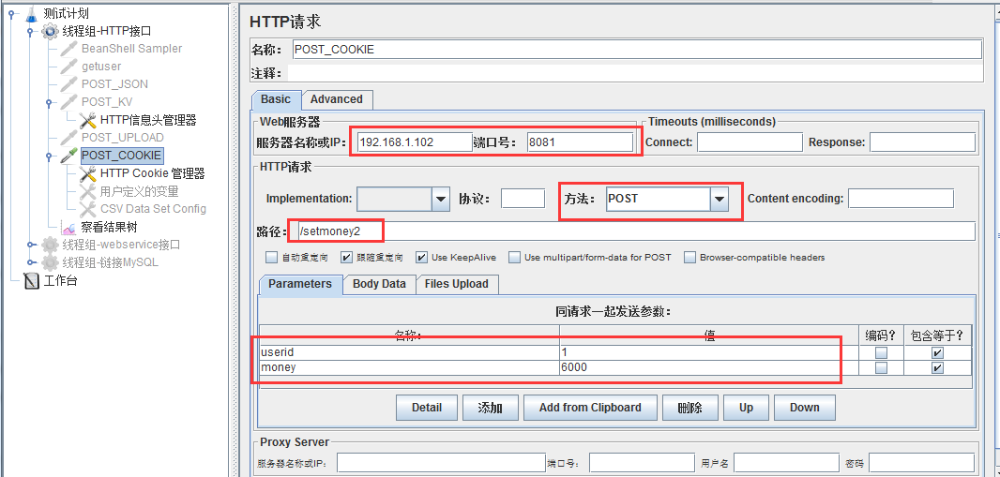 测试计划
线程组-HTTP接口
BeanShell Sampler
getuser
POST_JSON
POST_KV
HTTP信息头管理器
POST_UPLOAD
POST_COOKIE
HTTP Cookie 管理器
用户定义的变量
CSV Data Set Config
察看结果树
线程组-webservice接口
线程组-链接MySQL
工作台
HTTP请求
名称: POST_COOKIE
注释:
Basic Advanced
Web服务器 Timeouts (milliseconds)
服务器名称或IP: 192.168.1.102 端口号: 8081 Connect: Response:
HTTP请求
Implementation: 协议: 方法: POST Content encoding:
路径: /setmoney2
自动重定向 跟随重定向 Use KeepAlive Use multipart/form-data for POST Browser-compatible headers
Parameters Body Data Files Upload
同请求一起发送参数:
名称: 值 编码? 包含等于?
userid 1
money 6000
Detail 添加 Add from Clipboard 删除 Up Down
Proxy Server
服务器名称或IP: 端口号: 用户名 密码